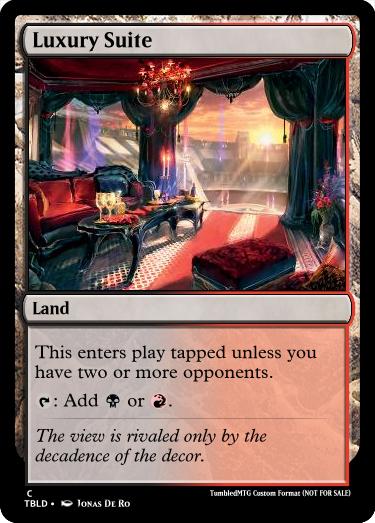 Luxury Suite
Land
This enters play tapped unless you
have two or more opponents.
: Add or .
The view is rivaled only by the
decadence of the decor.
C
TBLD • Jonas De Ro
TumbledMTG Custom Format (NOT FOR SALE)